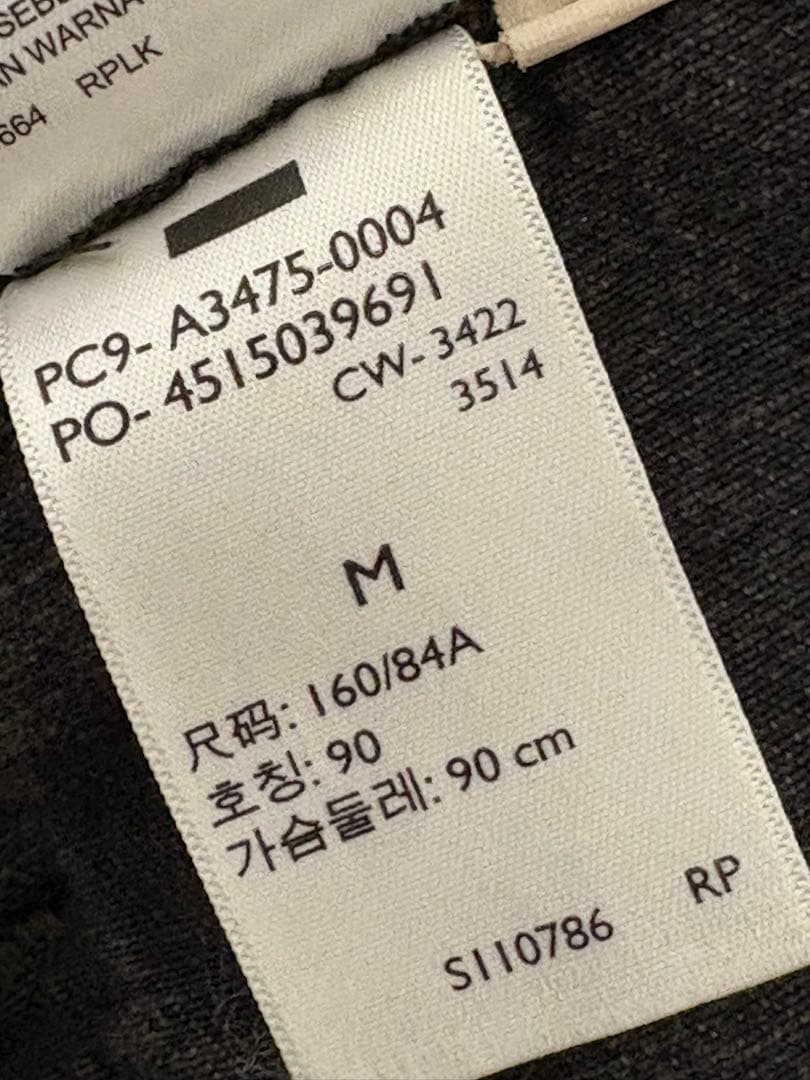 WARNA
664 RPLK
PC9- A3475-0004
PO- 4515039691
CW- 3422
3514
M
尺码: 160/84A
호칭: 90
가슴둘레: 90 cm
S110786 RP